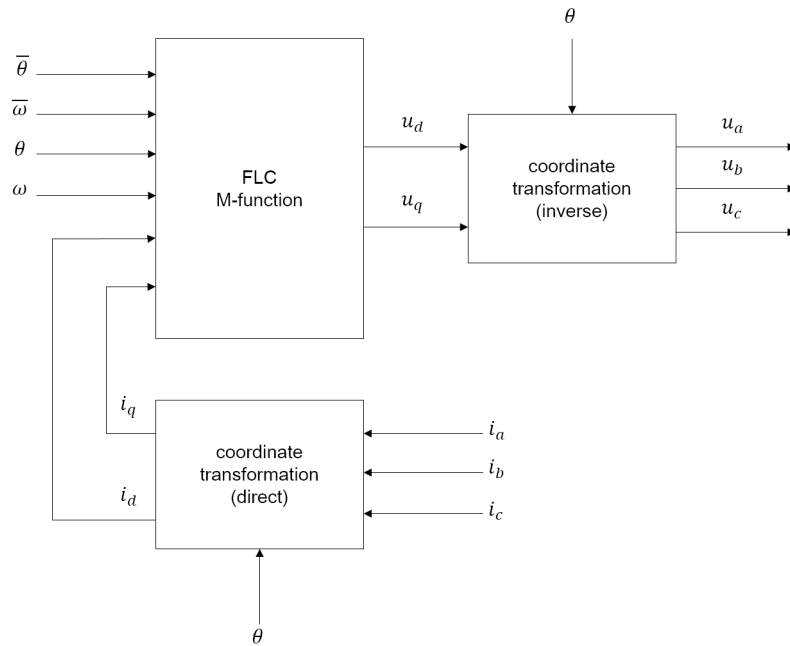 θ
θ̅
ω̅
θ
ω
FLC
M-function
u_d
u_q
coordinate
transformation
(inverse)
u_a
u_b
u_c
i_q
i_d
coordinate
transformation
(direct)
i_a
i_b
i_c
θ